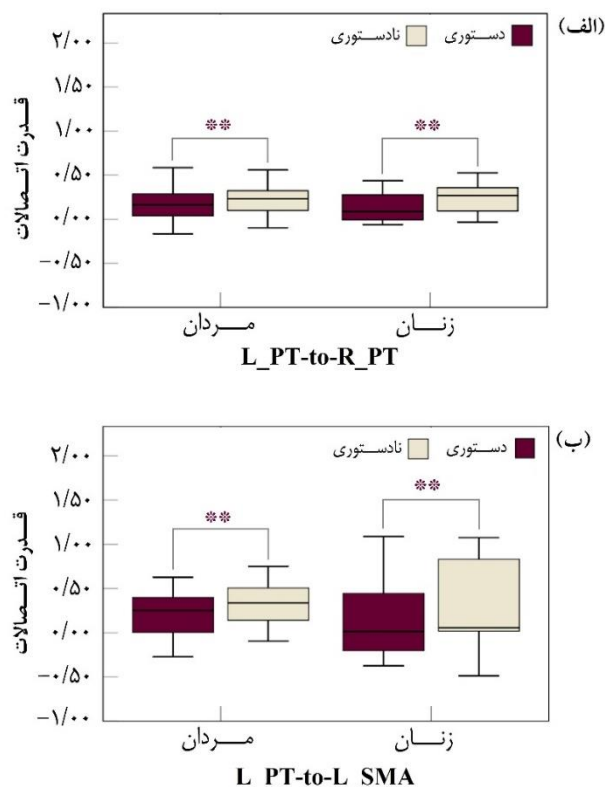 (الف)
دستوری نادستوری
۲/۰۰
۱/۵۰
۱/۰۰
۰/۵۰
۰/۰۰
-۰/۵۰
-۱/۰۰
قدرت اتصالات
** **
مردان زنان
L_PT-to-R_PT
(ب)
دستوری نادستوری
۲/۰۰
۱/۵۰
۱/۰۰
۰/۵۰
۰/۰۰
-۰/۵۰
-۱/۰۰
قدرت اتصالات
** **
مردان زنان
L_PT-to-L_SMA